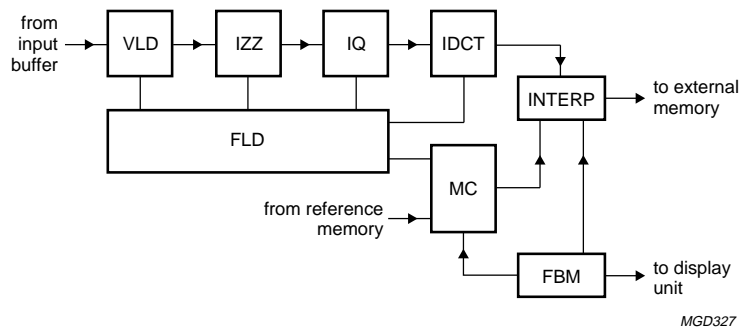 from
input
buffer
VLD
IZZ
IQ
IDCT
INTERP
to external
memory
FLD
MC
from reference
memory
FBM
to display
unit
MGD327